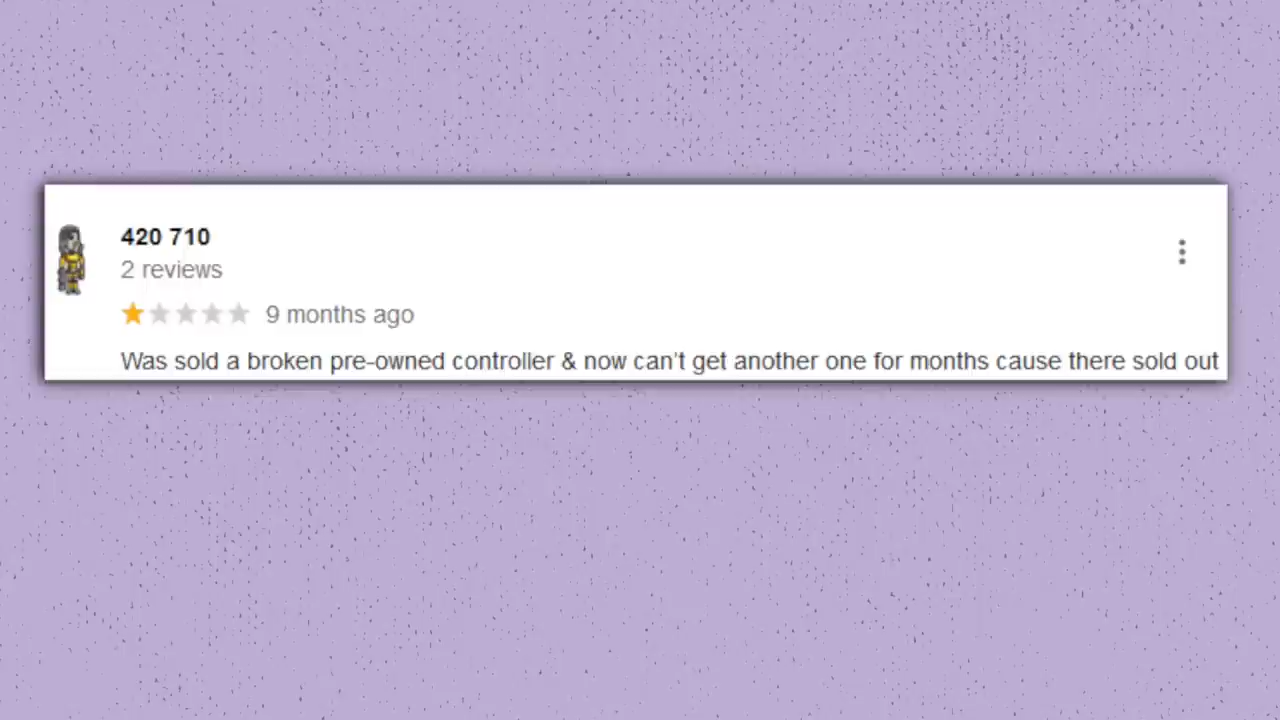 420 710
2 reviews
9 months ago
Was sold a broken pre-owned controller & now can't get another one for months cause there sold out